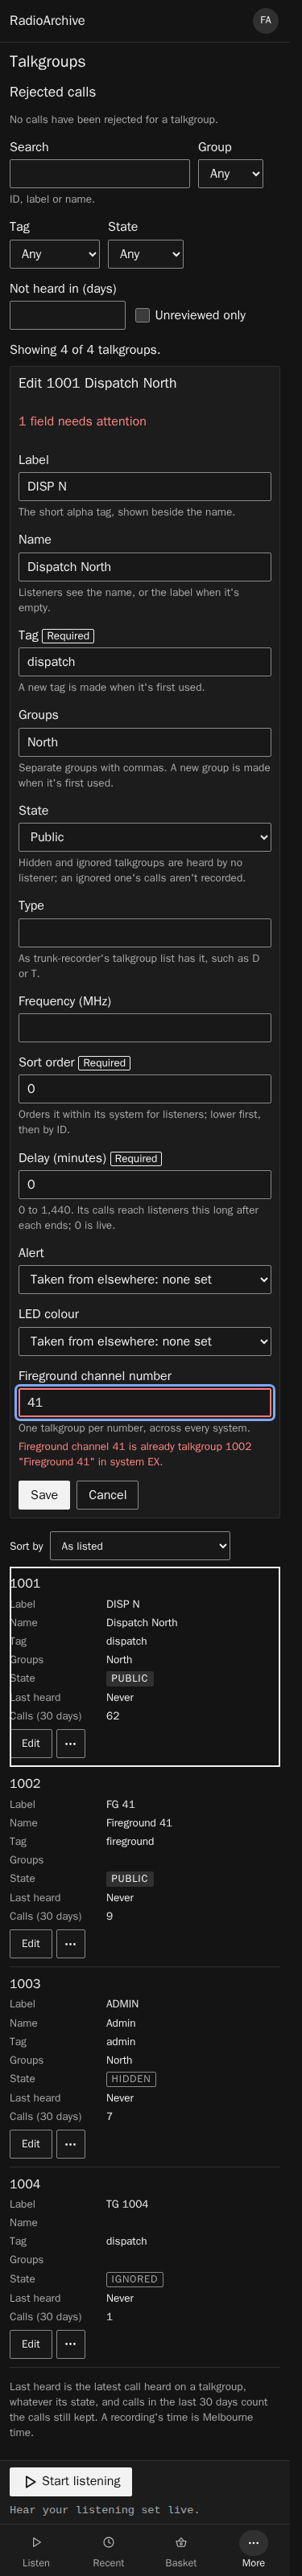 RadioArchive
FA
Talkgroups
Rejected calls
No calls have been rejected for a talkgroup.
Search
Group
Any
ID, label or name.
Tag
State
Any
Any
Not heard in (days)
Unreviewed only
Showing 4 of 4 talkgroups.
Edit 1001 Dispatch North
1 field needs attention
Label
DISP N
The short alpha tag, shown beside the name.
Name
Dispatch North
Listeners see the name, or the label when it's
empty.
Tag Required
dispatch
A new tag is made when it's first used.
Groups
North
Separate groups with commas. A new group is made
when it's first used.
State
Public
Hidden and ignored talkgroups are heard by no
listener; an ignored one's calls aren't recorded.
Type
As trunk-recorder's talkgroup list has it, such as D
or T.
Frequency (MHz)
Sort order Required
0
Orders it within its system for listeners; lower first,
then by ID.
Delay (minutes) Required
0
0 to 1,440. Its calls reach listeners this long after
each ends; 0 is live.
Alert
Taken from elsewhere: none set
LED colour
Taken from elsewhere: none set
Fireground channel number
41
One talkgroup per number, across every system.
Fireground channel 41 is already talkgroup 1002
"Fireground 41" in system EX.
Save
Cancel
Sort by
As listed
1001
Label DISP N
Name Dispatch North
Tag dispatch
Groups North
State PUBLIC
Last heard Never
Calls (30 days) 62
Edit
1002
Label FG 41
Name Fireground 41
Tag fireground
Groups
State PUBLIC
Last heard Never
Calls (30 days) 9
Edit
1003
Label ADMIN
Name Admin
Tag admin
Groups North
State HIDDEN
Last heard Never
Calls (30 days) 7
Edit
1004
Label TG 1004
Name
Tag dispatch
Groups
State IGNORED
Last heard Never
Calls (30 days) 1
Edit
Last heard is the latest call heard on a talkgroup,
whatever its state, and calls in the last 30 days count
the calls still kept. A recording's time is Melbourne
time.
Start listening
Hear your listening set live.
Listen
Recent
Basket
More